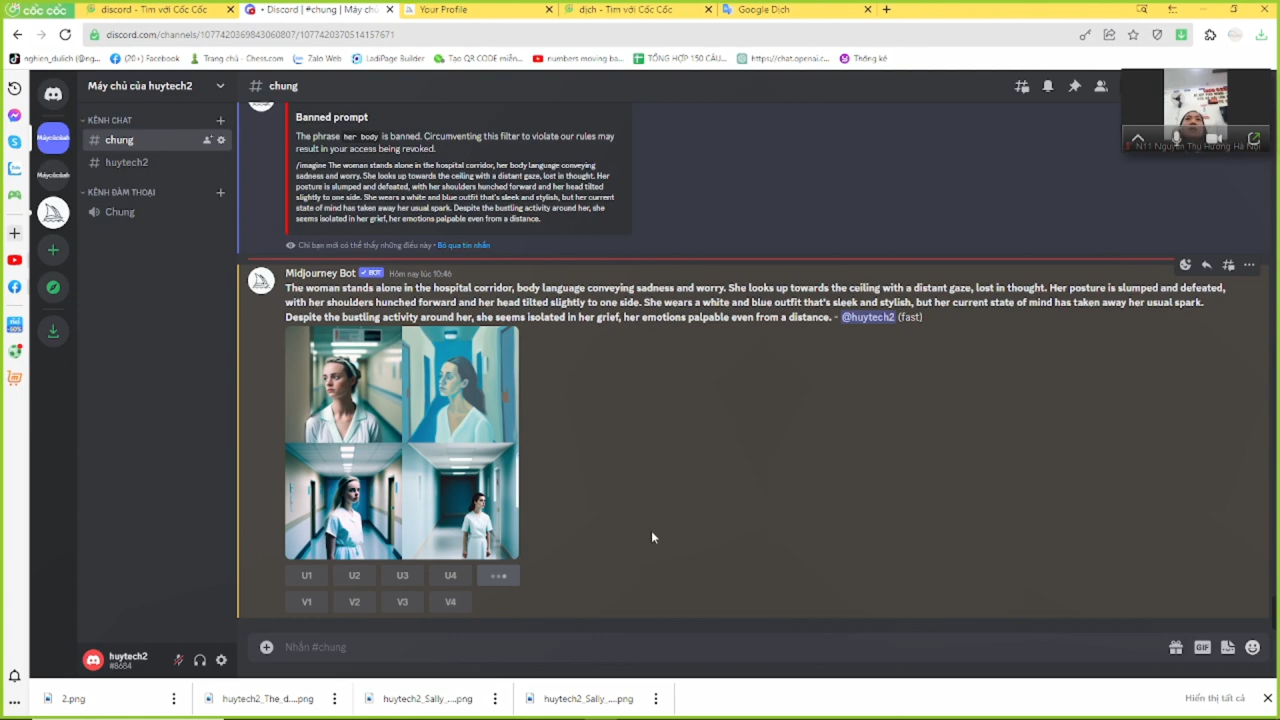 cốc cốc
discord - Tìm với Cốc Cốc
• Discord | #chung | Máy chủ
Your Profile
dịch - Tìm với Cốc Cốc
Google Dịch
discord.com/channels/1077420369843060807/1077420370514157671
nghien_dulich (@ng...
(20+) Facebook
Trang chủ - Chess.com
Zalo Web
LadiPage Builder
Tạo QR CODE miễn...
numbers moving ba...
TỔNG HỢP 150 CÂU...
https://chat.openai.c...
Thống kê
Máy chủ của huytech2
# chung
KÊNH CHAT
# chung
# huytech2
KÊNH ĐÀM THOẠI
Chung
N11 Nguyễn Thu Hương Hà Nội
Banned prompt
The phrase her body is banned. Circumventing this filter to violate our rules may
result in your access being revoked.
/imagine The woman stands alone in the hospital corridor, her body language conveying
sadness and worry. She looks up towards the ceiling with a distant gaze, lost in thought. Her
posture is slumped and defeated, with her shoulders hunched forward and her head tilted
slightly to one side. She wears a white and blue outfit that's sleek and stylish, but her current
state of mind has taken away her usual spark. Despite the bustling activity around her, she
seems isolated in her grief, her emotions palpable even from a distance.
Chỉ bạn mới có thể thấy những điều này • Bỏ qua tin nhắn
Midjourney Bot ✓ BOT Hôm nay lúc 10:46
The woman stands alone in the hospital corridor, body language conveying sadness and worry. She looks up towards the ceiling with a distant gaze, lost in thought. Her posture is slumped and defeated,
with her shoulders hunched forward and her head tilted slightly to one side. She wears a white and blue outfit that's sleek and stylish, but her current state of mind has taken away her usual spark.
Despite the bustling activity around her, she seems isolated in her grief, her emotions palpable even from a distance. - @huytech2 (fast)
U1 U2 U3 U4
V1 V2 V3 V4
huytech2
#8684
Nhắn #chung
GIF
2.png
huytech2_The_d....png
huytech2_Sally_....png
huytech2_Sally_....png
Hiển thị tất cả